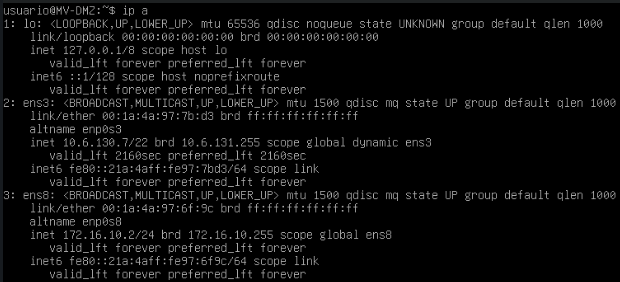 usuario@MV-DMZ:~$ ip a
1: lo: <LOOPBACK,UP,LOWER_UP> mtu 65536 qdisc noqueue state UNKNOWN group default qlen 1000
    link/loopback 00:00:00:00:00:00 brd 00:00:00:00:00:00
    inet 127.0.0.1/8 scope host lo
       valid_lft forever preferred_lft forever
    inet6 ::1/128 scope host noprefixroute
       valid_lft forever preferred_lft forever
2: ens3: <BROADCAST,MULTICAST,UP,LOWER_UP> mtu 1500 qdisc mq state UP group default qlen 1000
    link/ether 00:1a:4a:97:7b:d3 brd ff:ff:ff:ff:ff:ff
    altname enp0s3
    inet 10.6.130.7/22 brd 10.6.131.255 scope global dynamic ens3
       valid_lft 2160sec preferred_lft 2160sec
    inet6 fe80::21a:4aff:fe97:7bd3/64 scope link
       valid_lft forever preferred_lft forever
3: ens8: <BROADCAST,MULTICAST,UP,LOWER_UP> mtu 1500 qdisc mq state UP group default qlen 1000
    link/ether 00:1a:4a:97:6f:9c brd ff:ff:ff:ff:ff:ff
    altname enp0s8
    inet 172.16.10.2/24 brd 172.16.10.255 scope global ens8
       valid_lft forever preferred_lft forever
    inet6 fe80::21a:4aff:fe97:6f9c/64 scope link
       valid_lft forever preferred_lft forever